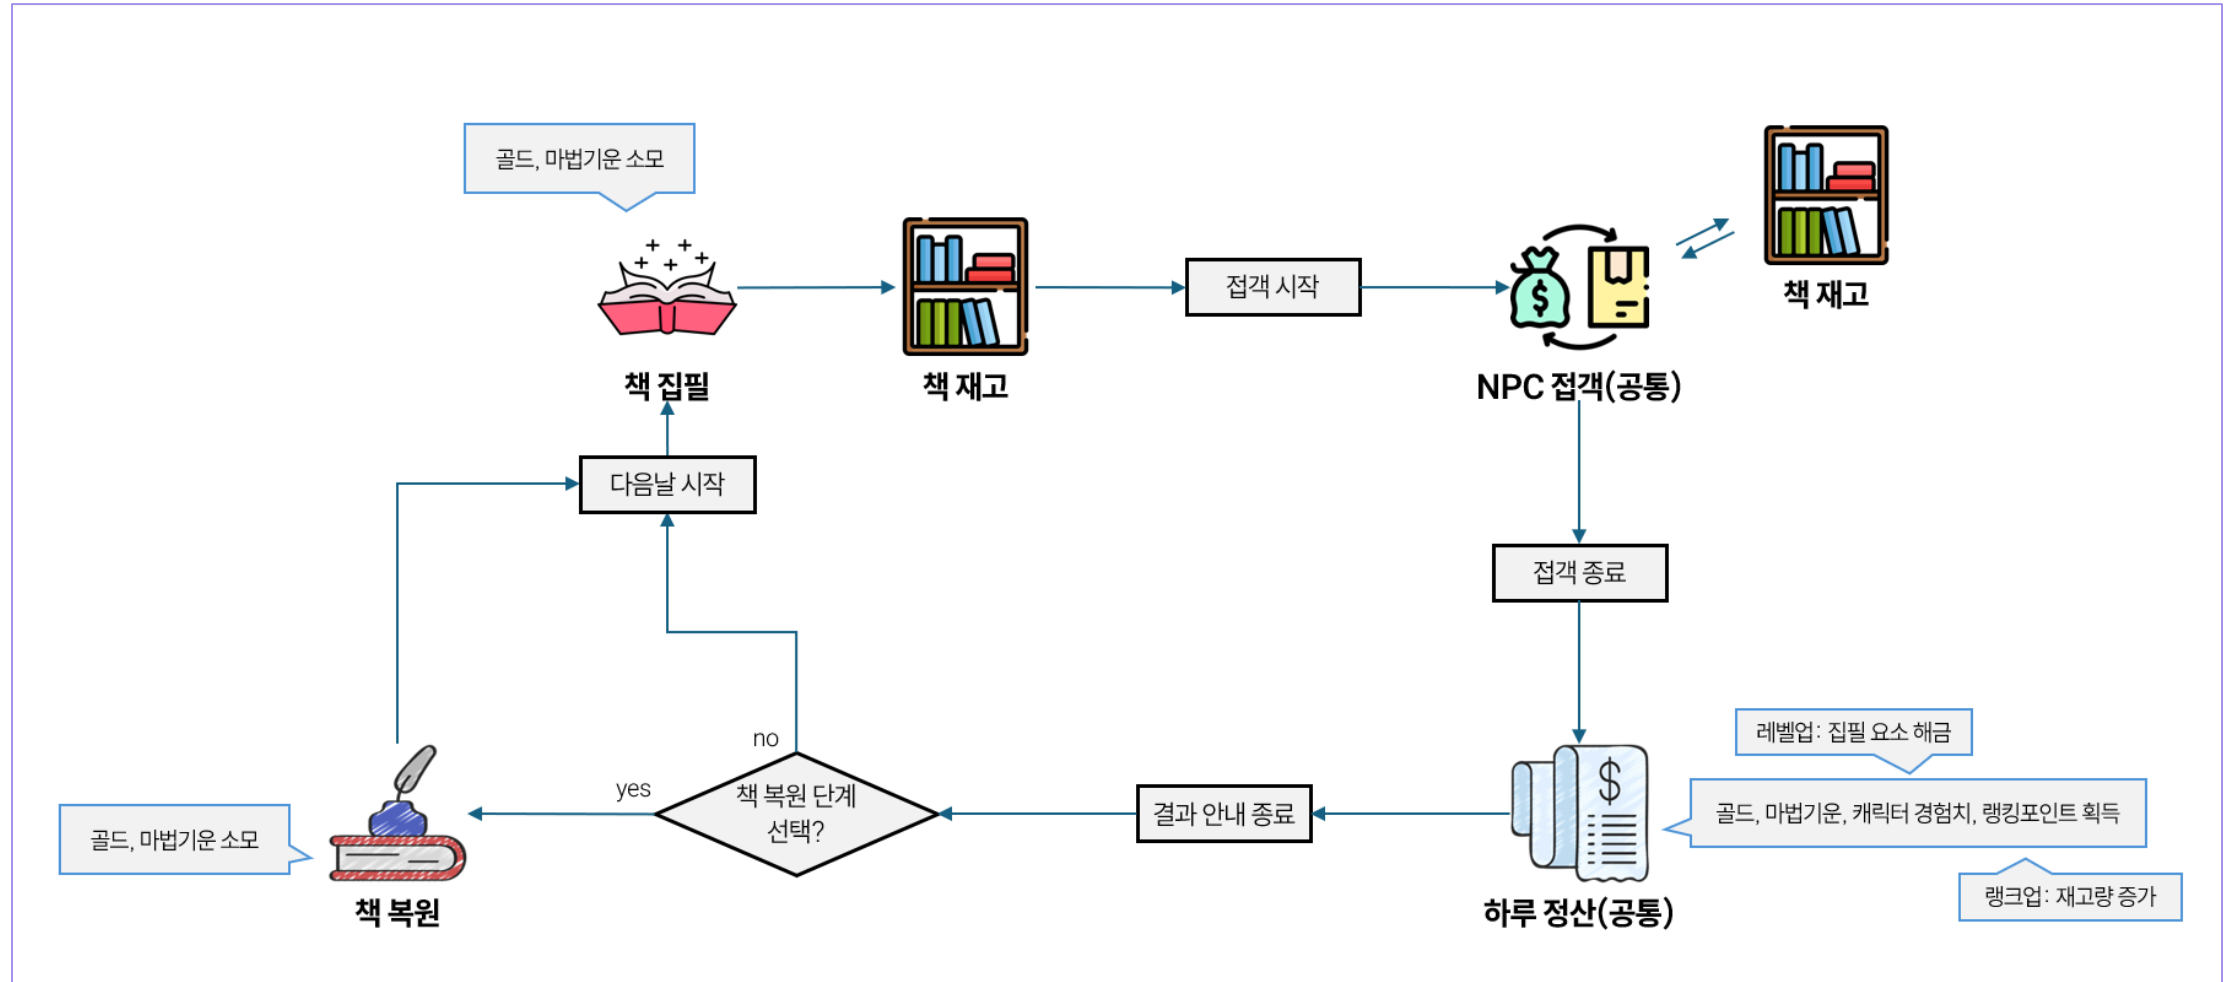 골드, 마법기운 소모
책 집필
책 재고
접객 시작
NPC 접객(공통)
책 재고
다음날 시작
접객 종료
레벨업: 집필 요소 해금
골드, 마법기운, 캐릭터 경험치, 랭킹포인트 획득
랭크업: 재고량 증가
하루 정산(공통)
결과 안내 종료
책 복원 단계
선택?
no
yes
골드, 마법기운 소모
책 복원
$
$